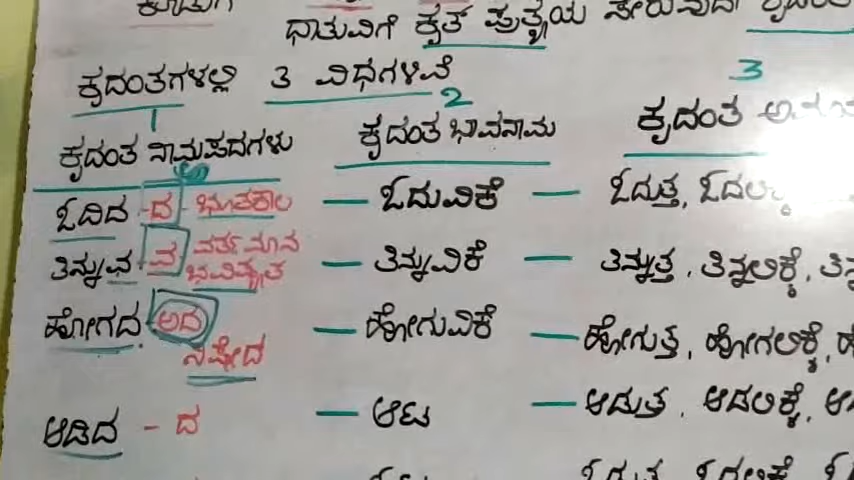 ಧಾತುವಿಗೆ ಕೃತ್ ಪ್ರತ್ಯಯ ಸೇರುವುದೇ
ಕೃದಂತಗಳಲ್ಲಿ 3 ವಿಧಗಳಿವೆ
1 2 3
ಕೃದಂತ ನಾಮಪದಗಳು ಕೃದಂತ ಭಾವನಾಮ ಕೃದಂತ
ಓದಿದ - ದ - ಭೂತಕಾಲ — ಓದುವಿಕೆ — ಓದುತ್ತ, ಓದಲಿಕ್ಕೆ
ತಿನ್ನುವ - ವ ವರ್ತಮಾನ ಭವಿಷ್ಯತ — ತಿನ್ನುವಿಕೆ — ತಿನ್ನುತ್ತ, ತಿನ್ನಲಿಕ್ಕೆ,
ಹೋಗದ ಅದ ನಿಷೇದ — ಹೋಗುವಿಕೆ — ಹೋಗುತ್ತ, ಹೋಗಲಿಕ್ಕೆ,
ಆಡಿದ - ದ — ಆಟ — ಆಡುತ್ತ, ಆಡಲಿಕ್ಕೆ,